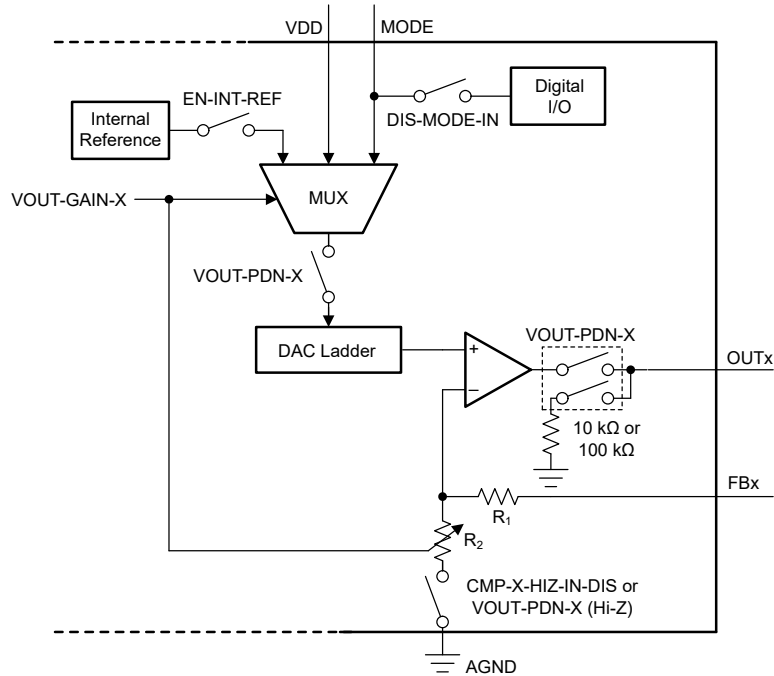 VDD
MODE
EN-INT-REF
Internal
Reference
DIS-MODE-IN
Digital
I/O
VOUT-GAIN-X
MUX
VOUT-PDN-X
DAC Ladder
+
–
VOUT-PDN-X
OUTx
10 kΩ or
100 kΩ
FBx
R₁
R₂
CMP-X-HIZ-IN-DIS or
VOUT-PDN-X (Hi-Z)
AGND